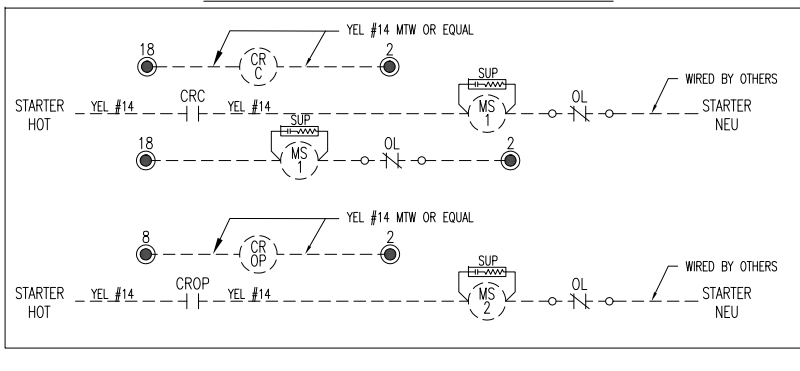 YEL #14 MTW OR EQUAL
18
CR
C
2
STARTER
HOT
YEL #14
CRC
YEL #14
SUP
MS
1
OL
WIRED BY OTHERS
STARTER
NEU
18
SUP
MS
1
OL
2
YEL #14 MTW OR EQUAL
8
CR
OP
2
STARTER
HOT
YEL #14
CROP
YEL #14
SUP
MS
2
OL
WIRED BY OTHERS
STARTER
NEU